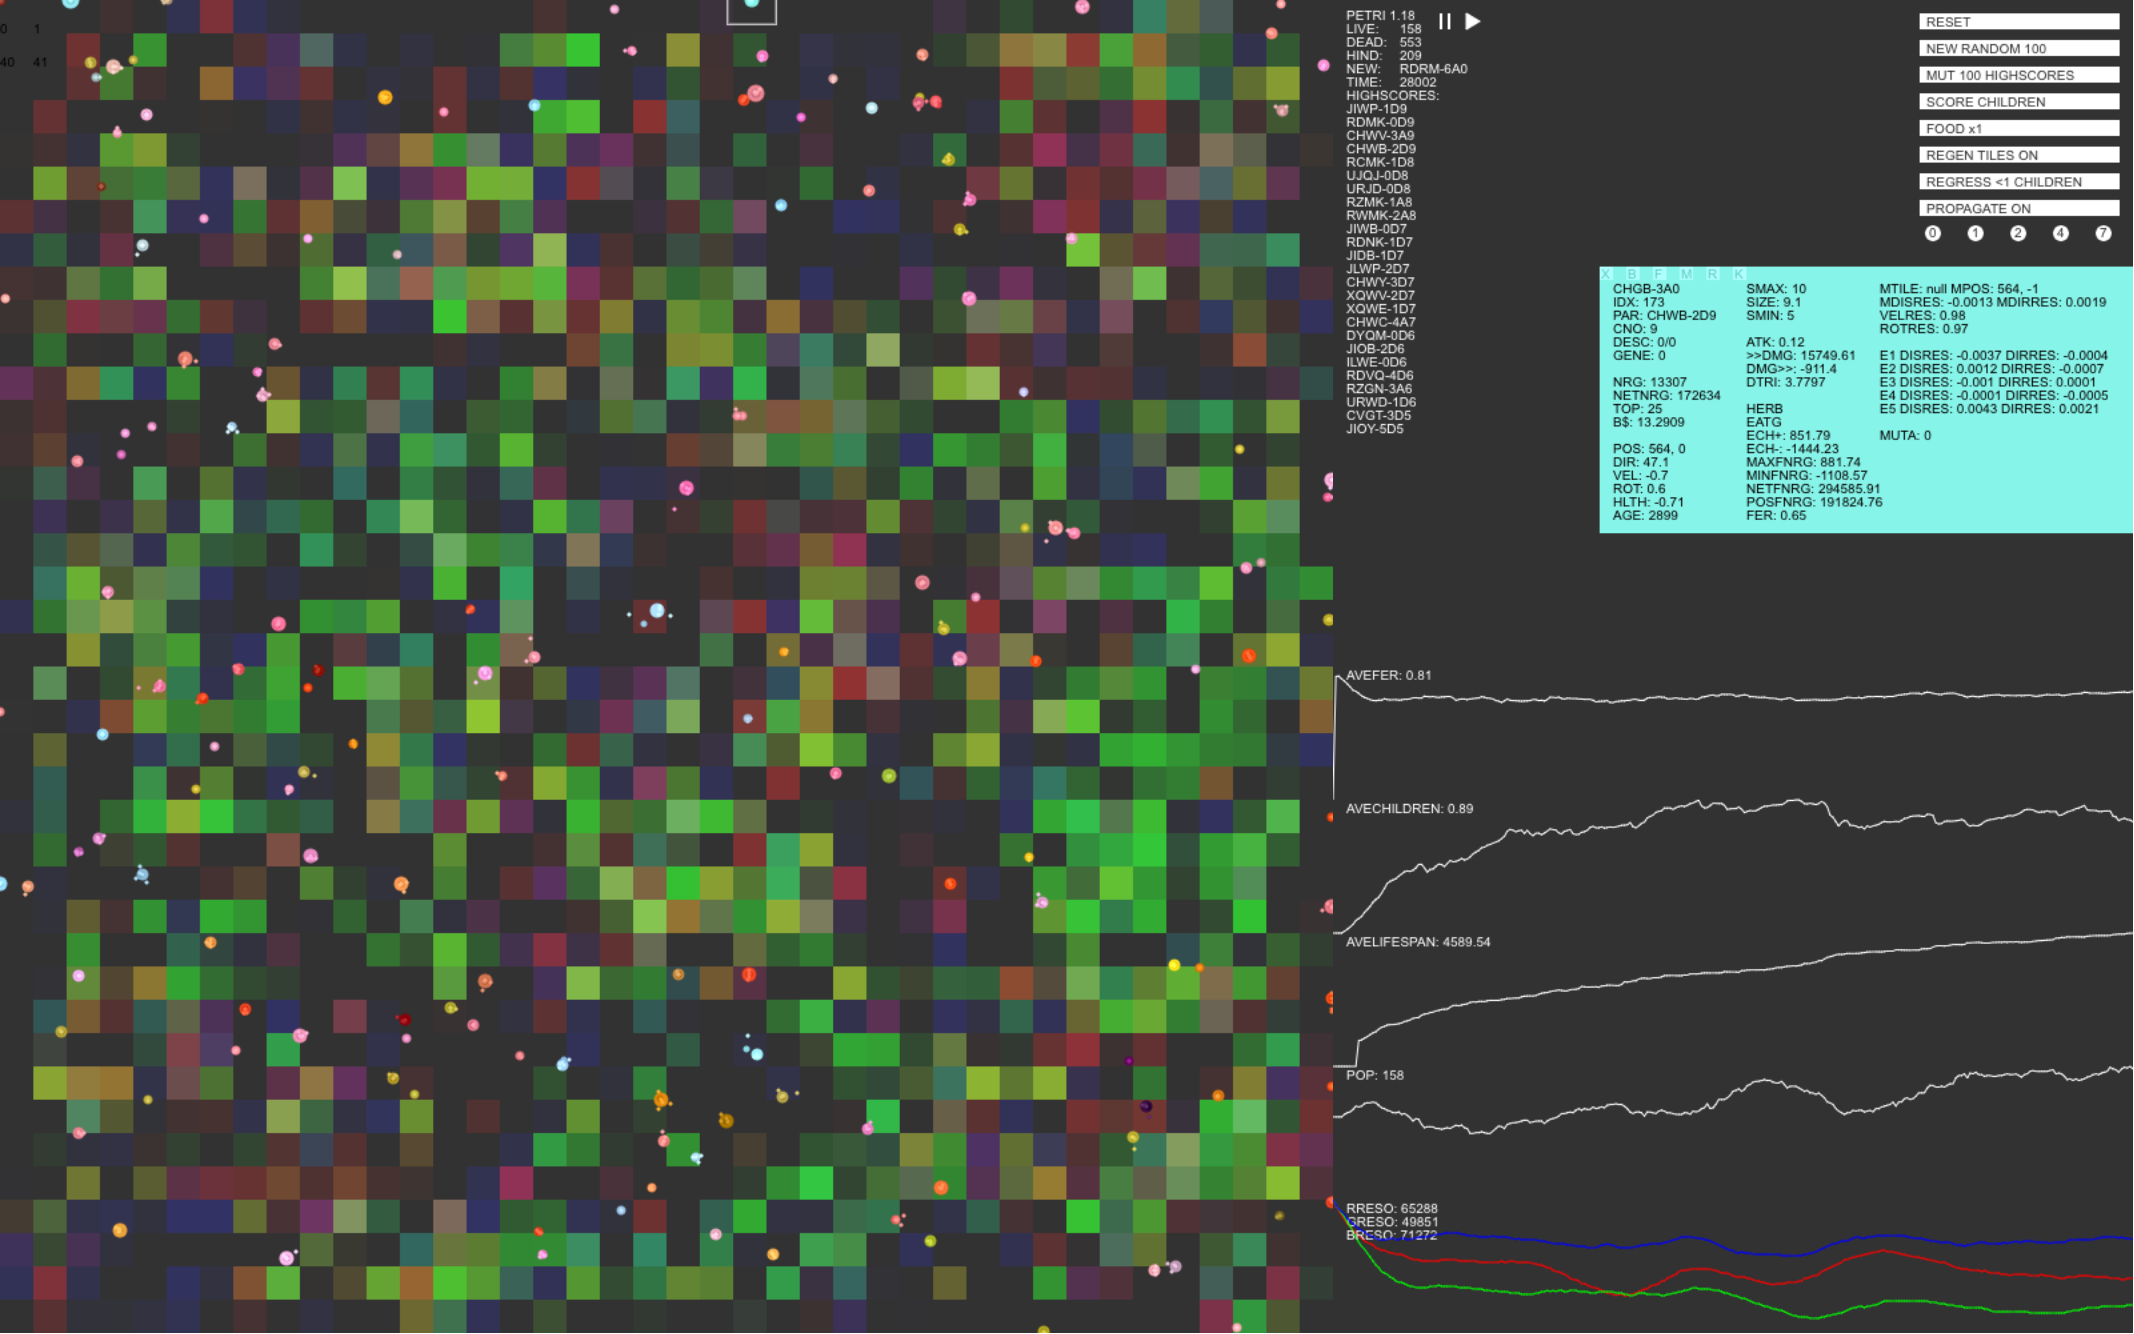 0 1
40 41
PETRI 1.18
LIVE: 158
DEAD: 553
HIND: 209
NEW: RDRM-6A0
TIME: 28002
HIGHSCORES:
JIWP-1D9
RDMK-0D9
CHWV-3A9
CHWB-2D9
RCMK-1D8
UJQJ-0D8
URJD-0D8
RZMK-1A8
RWMK-2A8
JIWB-0D7
RDNK-1D7
JIDB-1D7
JLWP-2D7
CHWY-3D7
XQWV-2D7
XQWE-1D7
CHWC-4A7
DYQM-0D6
JIOB-2D6
ILWE-0D6
RDVQ-4D6
RZGN-3A6
URWD-1D6
CVGT-3D5
JIOY-5D5
RESET
NEW RANDOM 100
MUT 100 HIGHSCORES
SCORE CHILDREN
FOOD x1
REGEN TILES ON
REGRESS <1 CHILDREN
PROPAGATE ON
0 1 2 4 7
X B F M R K
CHGB-3A0 SMAX: 10 MTILE: null MPOS: 564, -1
IDX: 173 SIZE: 9.1 MDISRES: -0.0013 MDIRRES: 0.0019
PAR: CHWB-2D9 SMIN: 5 VELRES: 0.98
CNO: 9 ROTRES: 0.97
DESC: 0/0 ATK: 0.12
GENE: 0 >>DMG: 15749.61 E1 DISRES: -0.0037 DIRRES: -0.0004
DMG>>: -911.4 E2 DISRES: 0.0012 DIRRES: -0.0007
NRG: 13307 DTRI: 3.7797 E3 DISRES: -0.001 DIRRES: 0.0001
NETNRG: 172634 E4 DISRES: -0.0001 DIRRES: -0.0005
TOP: 25 HERB E5 DISRES: 0.0043 DIRRES: 0.0021
B$: 13.2909 EATG
ECH+: 851.79 MUTA: 0
POS: 564, 0 ECH-: -1444.23
DIR: 47.1 MAXFNRG: 881.74
VEL: -0.7 MINFNRG: -1108.57
ROT: 0.6 NETFNRG: 294585.91
HLTH: -0.71 POSFNRG: 191824.76
AGE: 2899 FER: 0.65
AVEFER: 0.81
AVECHILDREN: 0.89
AVELIFESPAN: 4589.54
POP: 158
RRESO: 65288
GRESO: 49851
BRESO: 71272